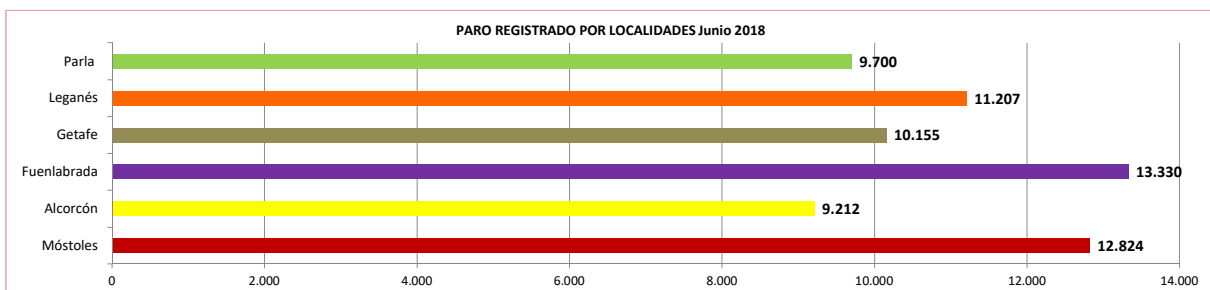 PARO REGISTRADO POR LOCALIDADES Junio 2018
Parla 9.700
Leganés 11.207
Getafe 10.155
Fuenlabrada 13.330
Alcorcón 9.212
Móstoles 12.824
0 2.000 4.000 6.000 8.000 10.000 12.000 14.000